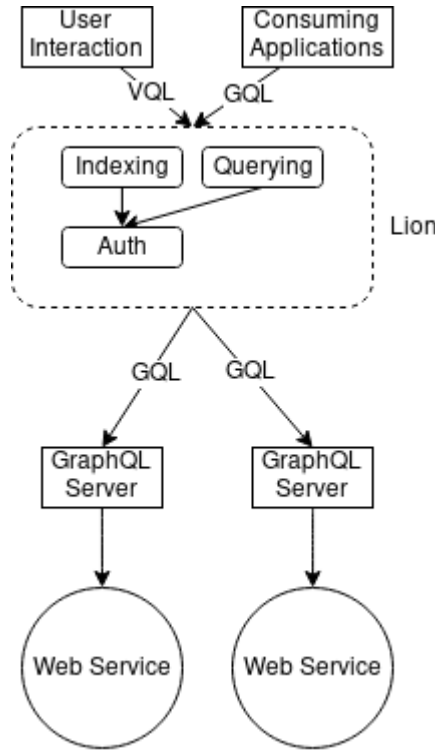 User
Interaction
Consuming
Applications
VQL
GQL
Indexing
Querying
Auth
Lion
GQL
GQL
GraphQL
Server
GraphQL
Server
Web Service
Web Service